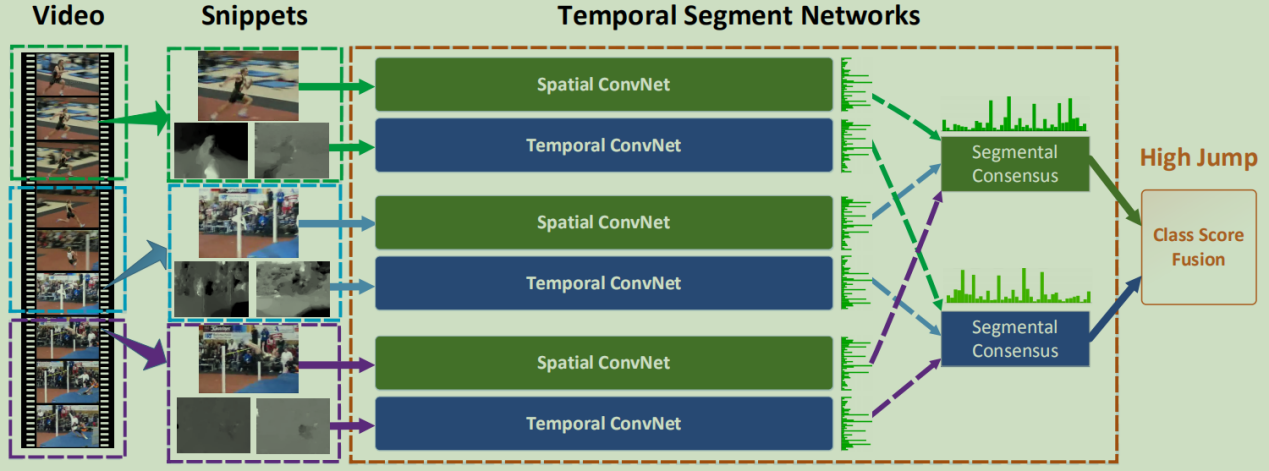 Video
Snippets
Temporal Segment Networks
Spatial ConvNet
Temporal ConvNet
Spatial ConvNet
Temporal ConvNet
Spatial ConvNet
Temporal ConvNet
Segmental
Consensus
Segmental
Consensus
High Jump
Class Score
Fusion